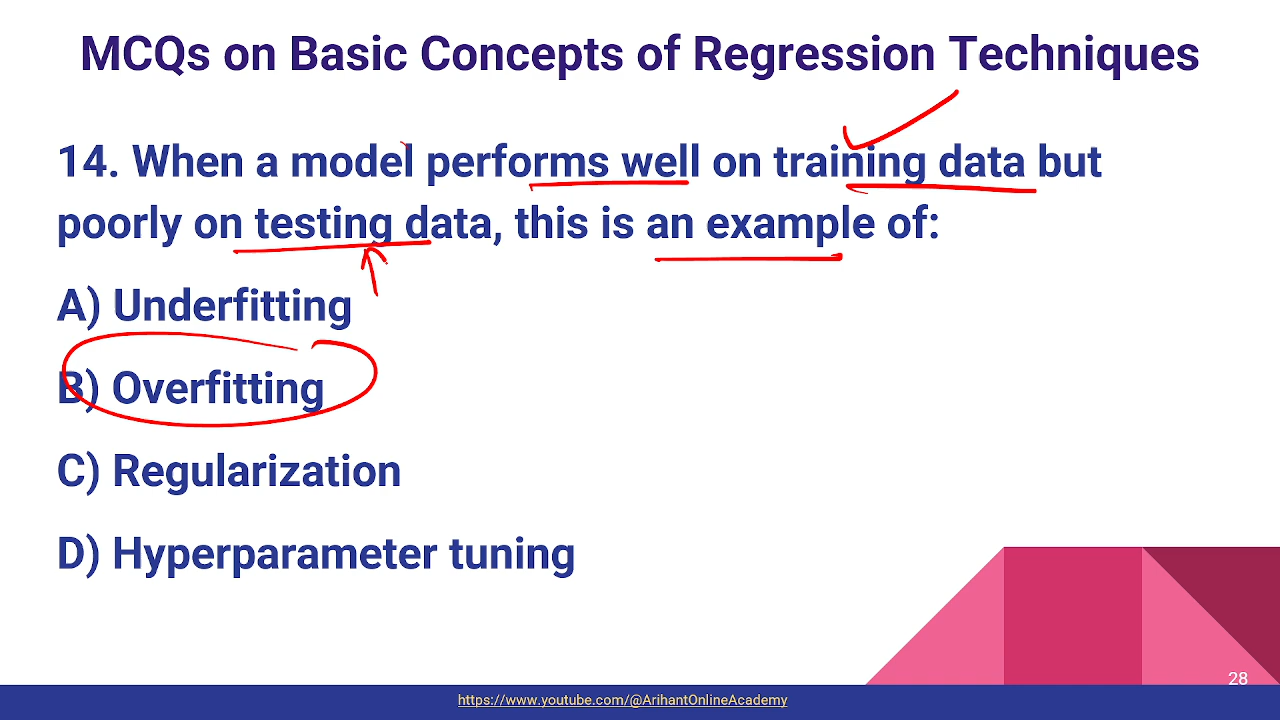 MCQs on Basic Concepts of Regression Techniques
14. When a model performs well on training data but
poorly on testing data, this is an example of:
A) Underfitting
B) Overfitting
C) Regularization
D) Hyperparameter tuning
28
https://www.youtube.com/@ArihantOnlineAcademy